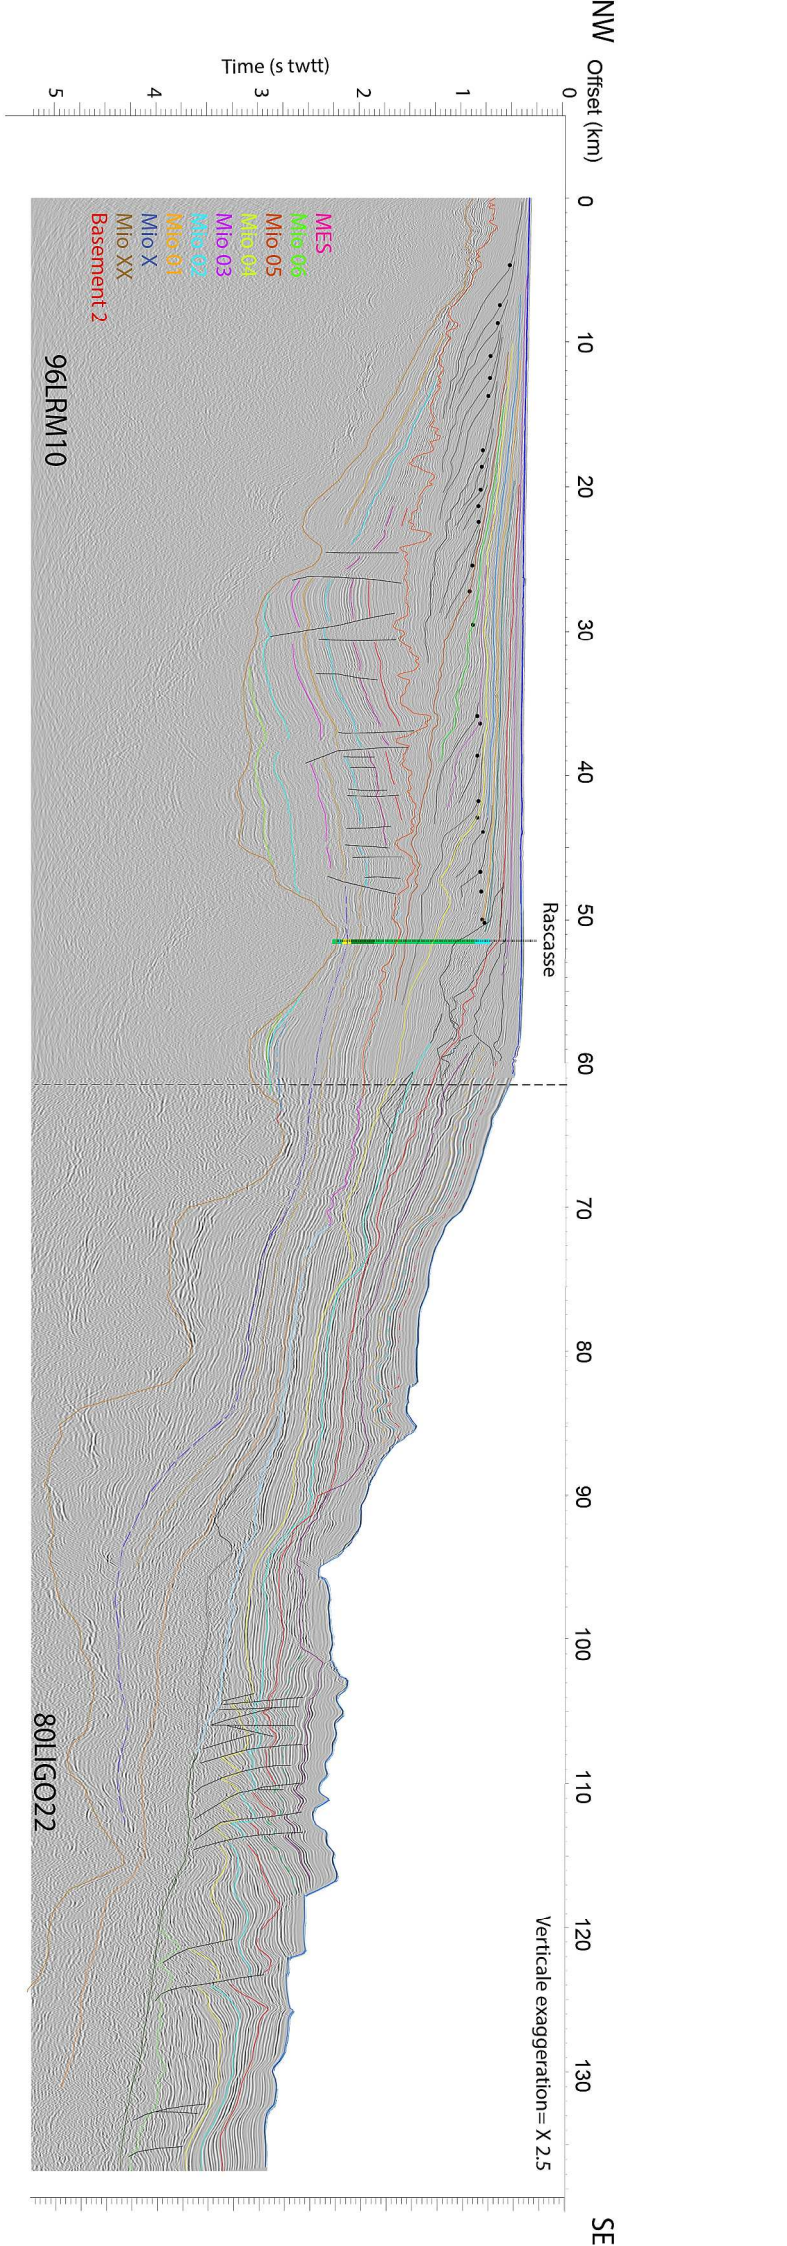 NW
SE
Offset (km)
0 10 20 30 40 50 60 70 80 90 100 110 120 130
Time (s twtt)
0
1
2
3
4
5
Rascasse
Verticale exaggeration= X 2.5
MES
Mio 06
Mio 05
Mio 04
Mio 03
Mio 02
Mio 01
Mio X
Mio XX
Basement 2
96LRM10
80LIGO22